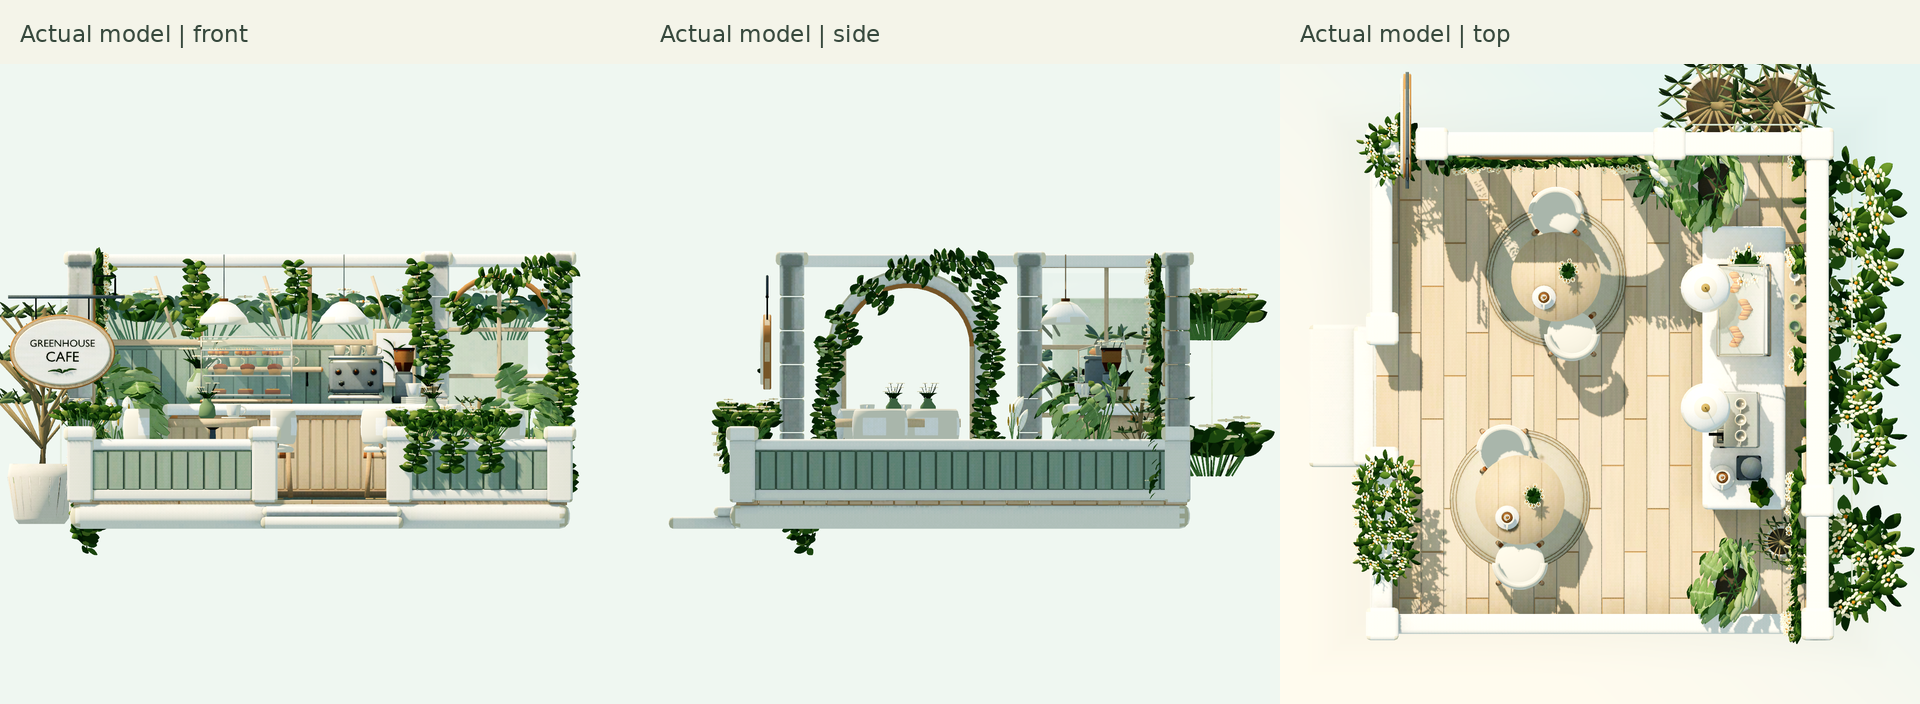 Actual model | front
Actual model | side
Actual model | top
GREENHOUSE
CAFE